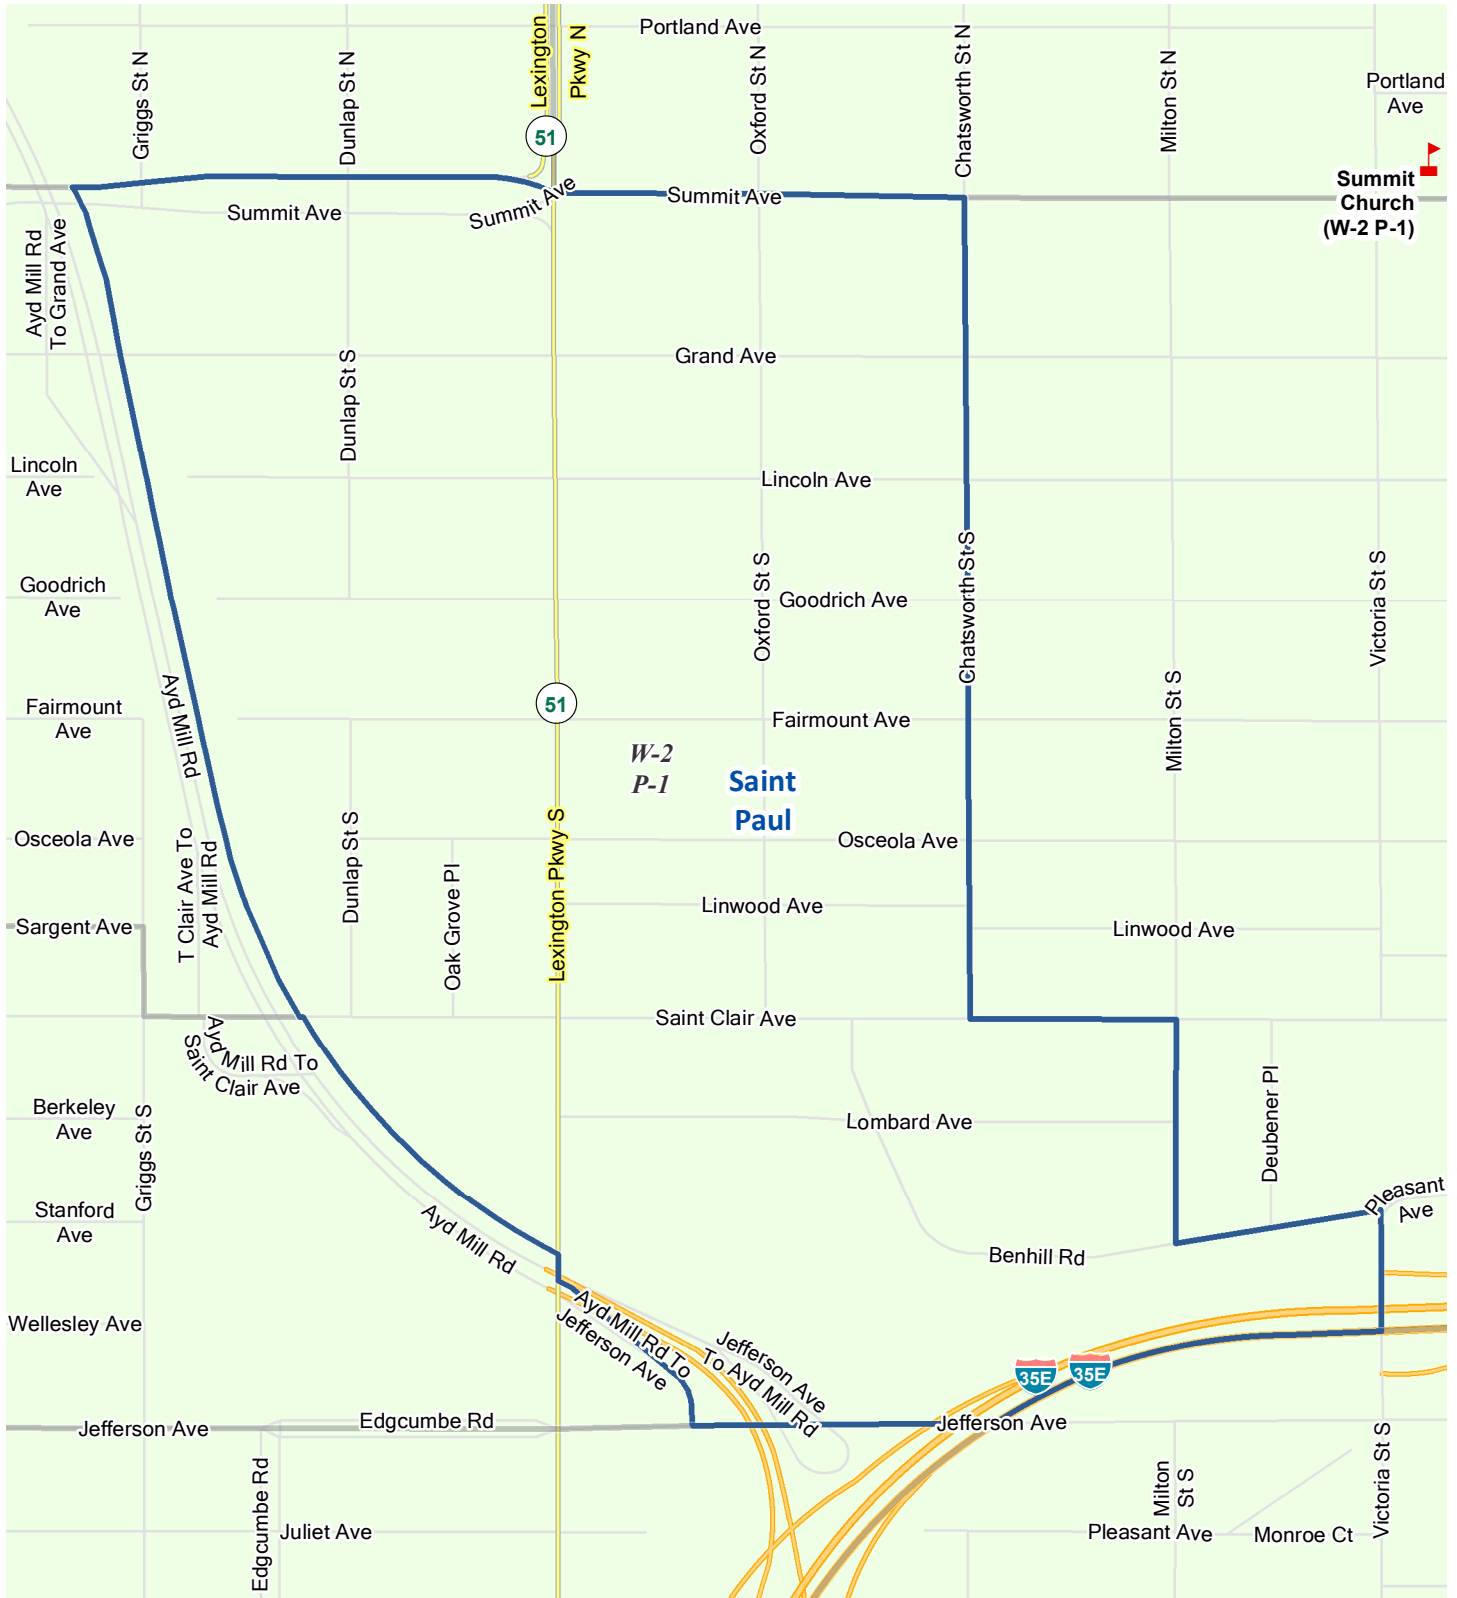 Portland Ave
Lexington
Pkwy N
Griggs St N
Dunlap St N
Oxford St N
Chatsworth St N
Milton St N
Portland
Ave
51
Summit
Church
(W-2 P-1)
Summit Ave
Summit Ave
Summit Ave
Ayd Mill Rd
To Grand Ave
Grand Ave
Dunlap St S
Lincoln
Ave
Lincoln Ave
Chatsworth St S
Oxford St S
Victoria St S
Goodrich
Ave
Goodrich Ave
Ayd Mill Rd
Milton St S
51
Fairmount
Ave
Fairmount Ave
W-2
P-1
Saint
Paul
Osceola Ave
T Clair Ave To
Ayd Mill Rd
Dunlap St S
Oak Grove Pl
Lexington Pkwy S
Osceola Ave
Linwood Ave
Sargent Ave
Linwood Ave
Saint Clair Ave
Ayd Mill Rd To
Saint Clair Ave
Berkeley
Ave
Griggs St S
Lombard Ave
Deubener Pl
Stanford
Ave
Pleasant
Ave
Ayd Mill Rd
Benhill Rd
Wellesley Ave
Ayd Mill Rd To
Jefferson Ave
Jefferson Ave
To Ayd Mill Rd
35E
35E
Jefferson Ave
Edgcumbe Rd
Jefferson Ave
Edgcumbe Rd
Milton
St S
Victoria St S
Juliet Ave
Pleasant Ave
Monroe Ct